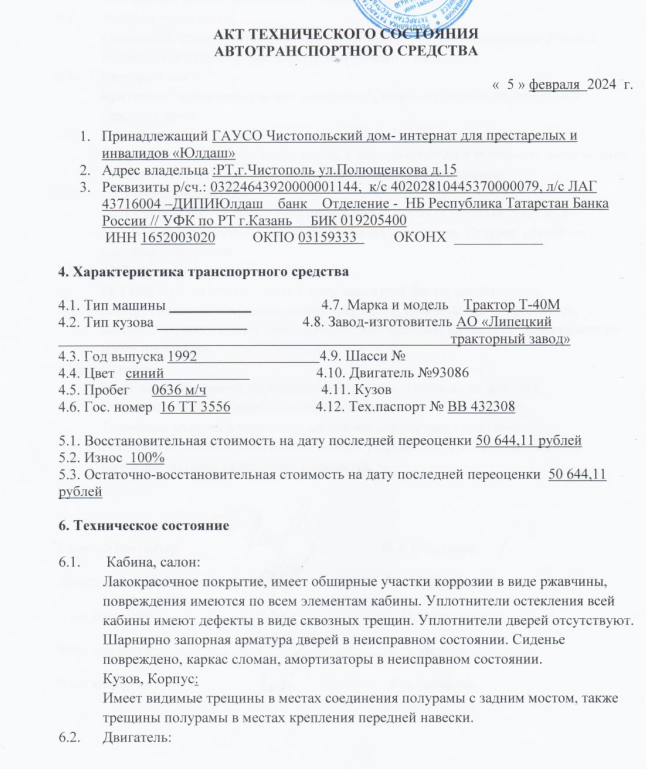 АКТ ТЕХНИЧЕСКОГО СОСТОЯНИЯ
АВТОТРАНСПОРТНОГО СРЕДСТВА
« 5 » февраля 2024 г.
1. Принадлежащий ГАУСО Чистопольский дом- интернат для престарелых и
инвалидов «Юлдаш»
2. Адрес владельца :РТ,г.Чистополь ул.Полющенкова д.15
3. Реквизиты р/сч.: 03224643920000001144, к/с 40202810445370000079, л/с ЛАГ
43716004 –ДИПИЮлдаш банк Отделение - НБ Республика Татарстан Банка
России // УФК по РТ г.Казань БИК 019205400
ИНН 1652003020 ОКПО 03159333 ОКОНХ ____________
4. Характеристика транспортного средства
4.1. Тип машины ___________ 4.7. Марка и модель Трактор Т-40М
4.2. Тип кузова ____________ 4.8. Завод-изготовитель АО «Липецкий
тракторный завод»
4.3. Год выпуска 1992 4.9. Шасси №
4.4. Цвет синий 4.10. Двигатель №93086
4.5. Пробег 0636 м/ч 4.11. Кузов
4.6. Гос. номер 16 ТТ 3556 4.12. Тех.паспорт № ВВ 432308
5.1. Восстановительная стоимость на дату последней переоценки 50 644,11 рублей
5.2. Износ 100%
5.3. Остаточно-восстановительная стоимость на дату последней переоценки 50 644,11
рублей
6. Техническое состояние
6.1. Кабина, салон:
Лакокрасочное покрытие, имеет обширные участки коррозии в виде ржавчины,
повреждения имеются по всем элементам кабины. Уплотнители остекления всей
кабины имеют дефекты в виде сквозных трещин. Уплотнители дверей отсутствуют.
Шарнирно запорная арматура дверей в неисправном состоянии. Сиденье
повреждено, каркас сломан, амортизаторы в неисправном состоянии.
Кузов, Корпус:
Имеет видимые трещины в местах соединения полурамы с задним мостом, также
трещины полурамы в местах крепления передней навески.
6.2. Двигатель: